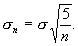 σₙ = σ√(5/n).